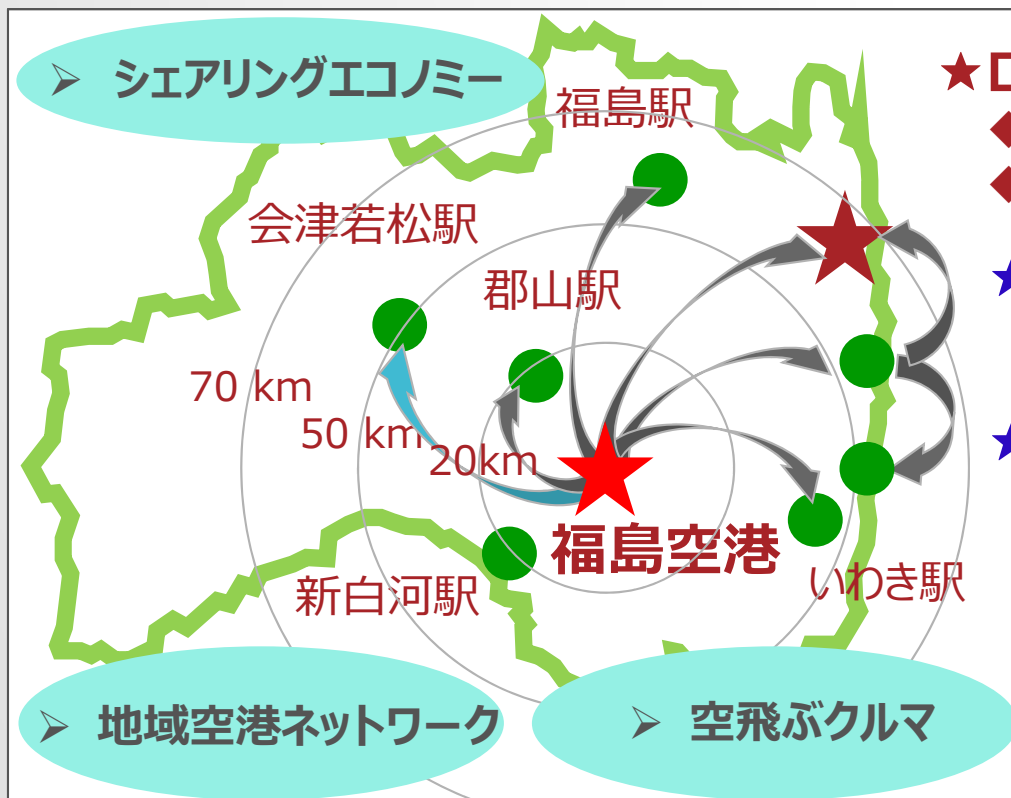 ➢ シェアリングエコノミー
福島駅
会津若松駅
郡山駅
70 km
50 km
20km
福島空港
いわき駅
新白河駅
➢ 地域空港ネットワーク
➢ 空飛ぶクルマ